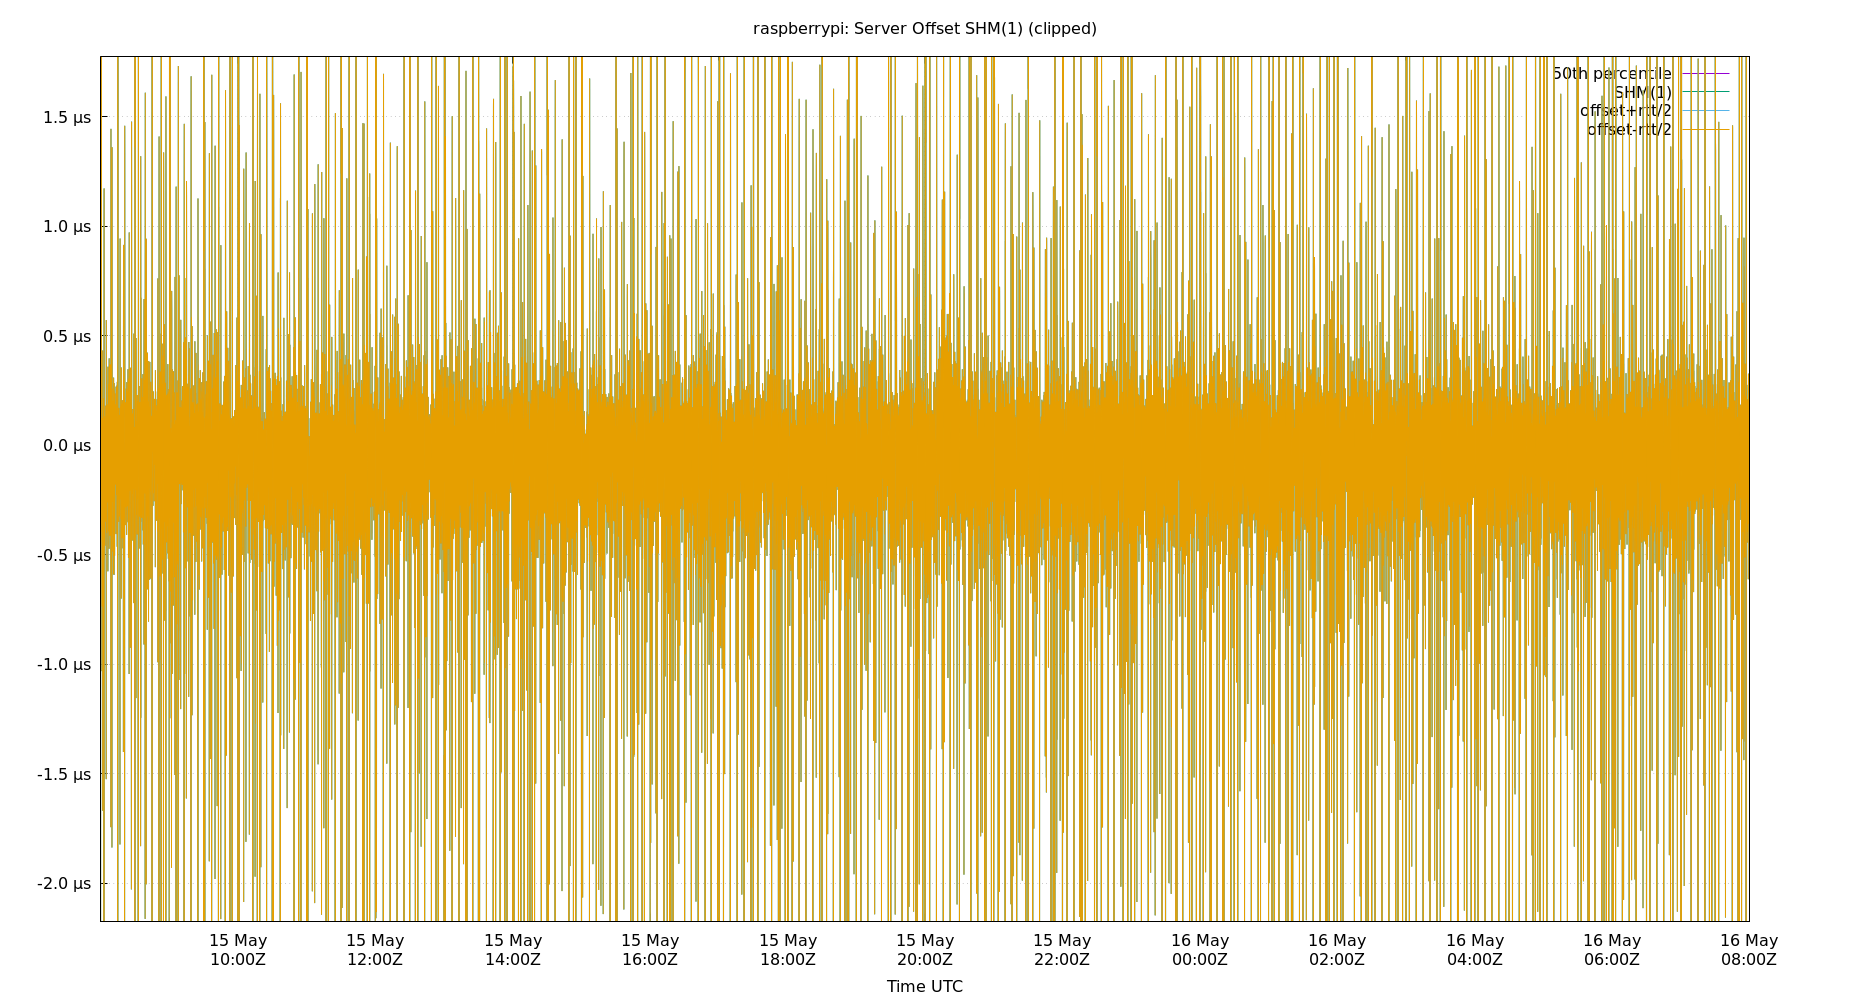 raspberrypi: Server Offset SHM(1) (clipped)
50th percentile
SHM(1)
offset+rtt/2
offset-rtt/2
1.5 µs
1.0 µs
0.5 µs
0.0 µs
-0.5 µs
-1.0 µs
-1.5 µs
-2.0 µs
15 May 15 May 15 May 15 May 15 May 15 May 15 May 16 May 16 May 16 May 16 May 16 May
10:00Z 12:00Z 14:00Z 16:00Z 18:00Z 20:00Z 22:00Z 00:00Z 02:00Z 04:00Z 06:00Z 08:00Z
Time UTC